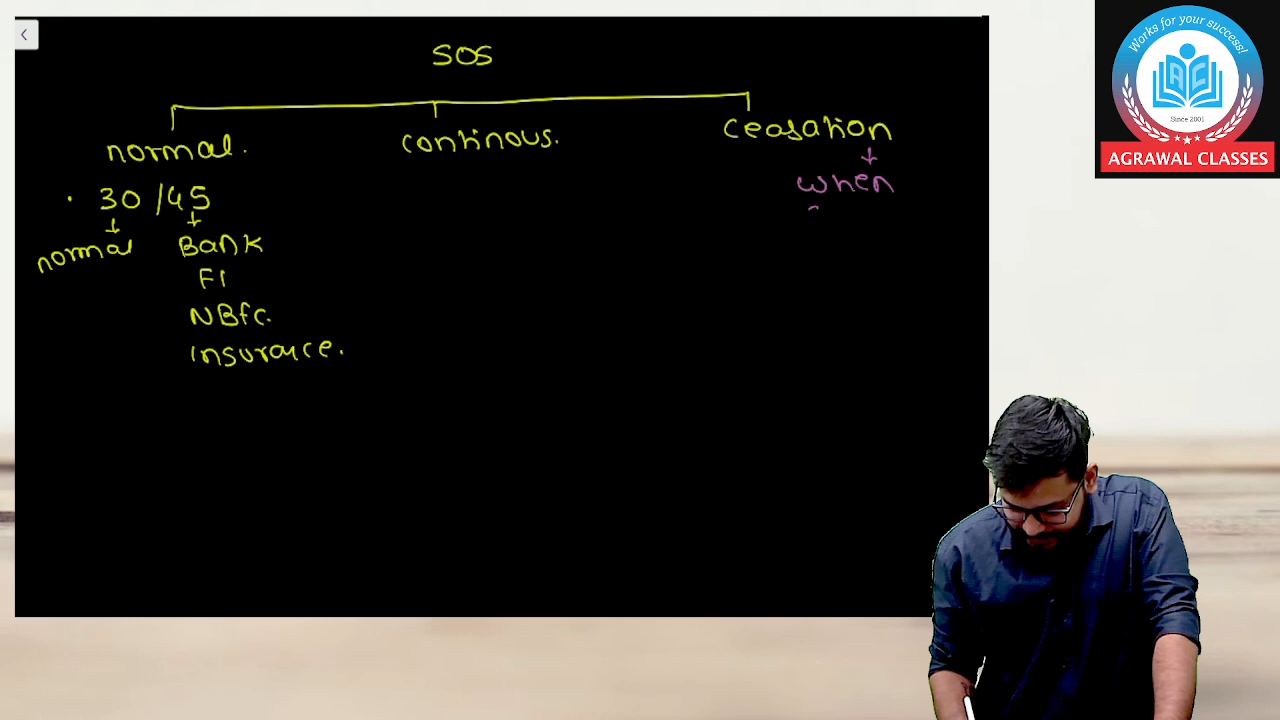 SOS
normal.
continous.
Ceasation
when
· 30 / 45
normal
Bank
FI
NBfc.
insurance.
Works for your success!
AC
Since 2001
AGRAWAL CLASSES